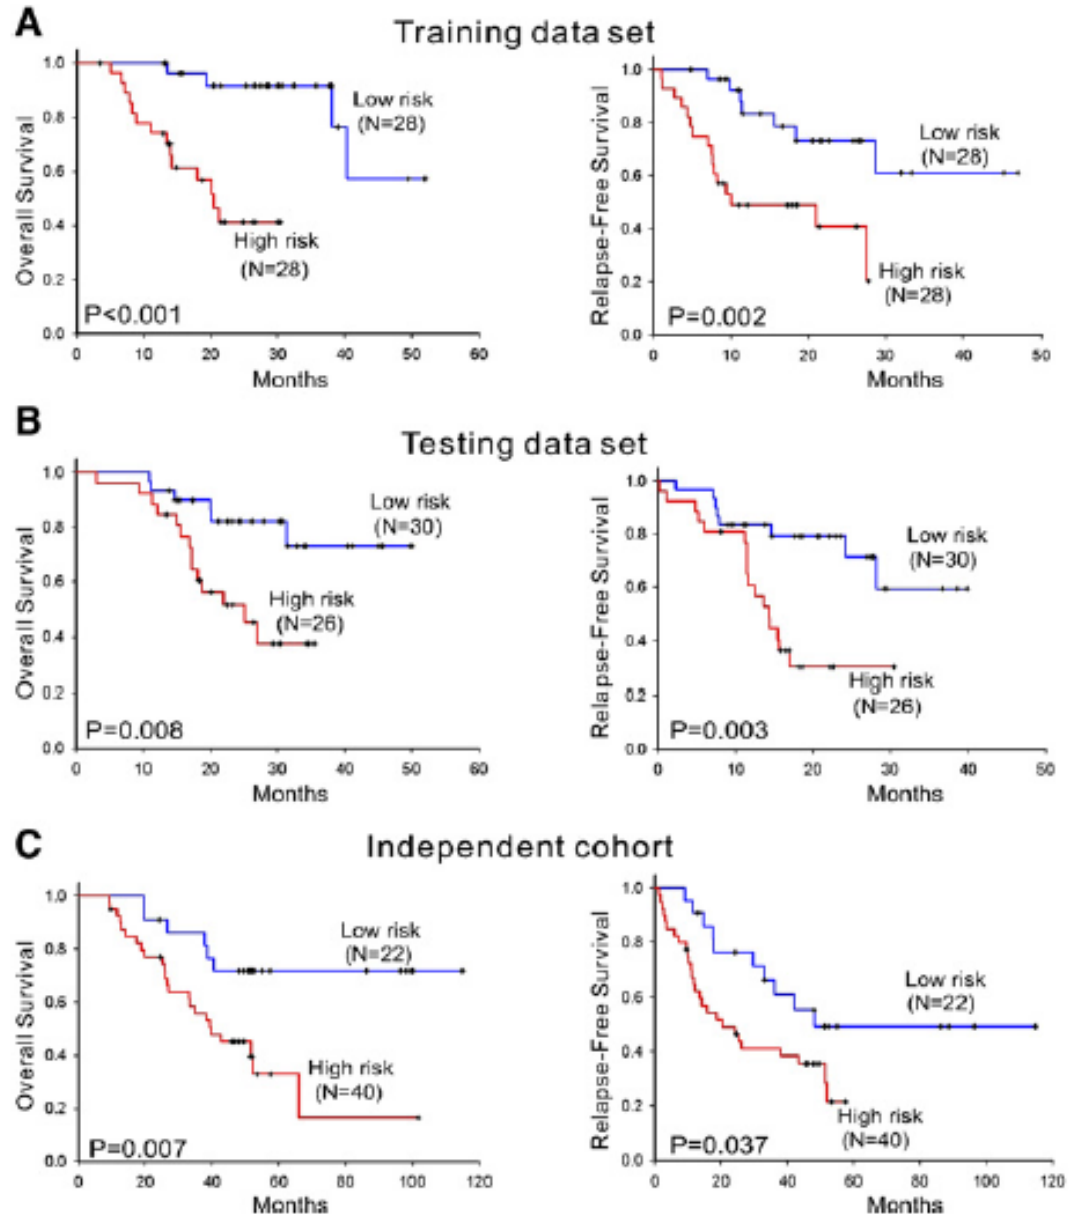 A
Training data set
Overall Survival
1.0
0.8
0.6
0.4
0.2
0.0
Low risk
(N=28)
High risk
(N=28)
P<0.001
0 10 20 30 40 50 60
Months
Relapse-Free Survival
1.0
0.8
0.6
0.4
0.2
0.0
Low risk
(N=28)
High risk
(N=28)
P=0.002
0 10 20 30 40 50
Months
B
Testing data set
Overall Survival
1.0
0.8
0.6
0.4
0.2
0.0
Low risk
(N=30)
High risk
(N=26)
P=0.008
0 10 20 30 40 50 60
Months
Relapse-Free Survival
1.0
0.8
0.6
0.4
0.2
0.0
Low risk
(N=30)
High risk
(N=26)
P=0.003
0 10 20 30 40 50
Months
C
Independent cohort
Overall Survival
1.0
0.8
0.6
0.4
0.2
0.0
Low risk
(N=22)
High risk
(N=40)
P=0.007
0 20 40 60 80 100 120
Months
Relapse-Free Survival
1.0
0.8
0.6
0.4
0.2
0.0
Low risk
(N=22)
High risk
(N=40)
P=0.037
0 20 40 60 80 100 120
Months